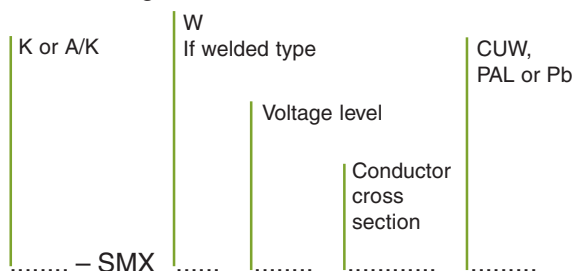 K or A/K
W
If welded type
CUW,
PAL or Pb
Voltage level
Conductor
cross
section
........ – SMX ...... ........ ............ .........